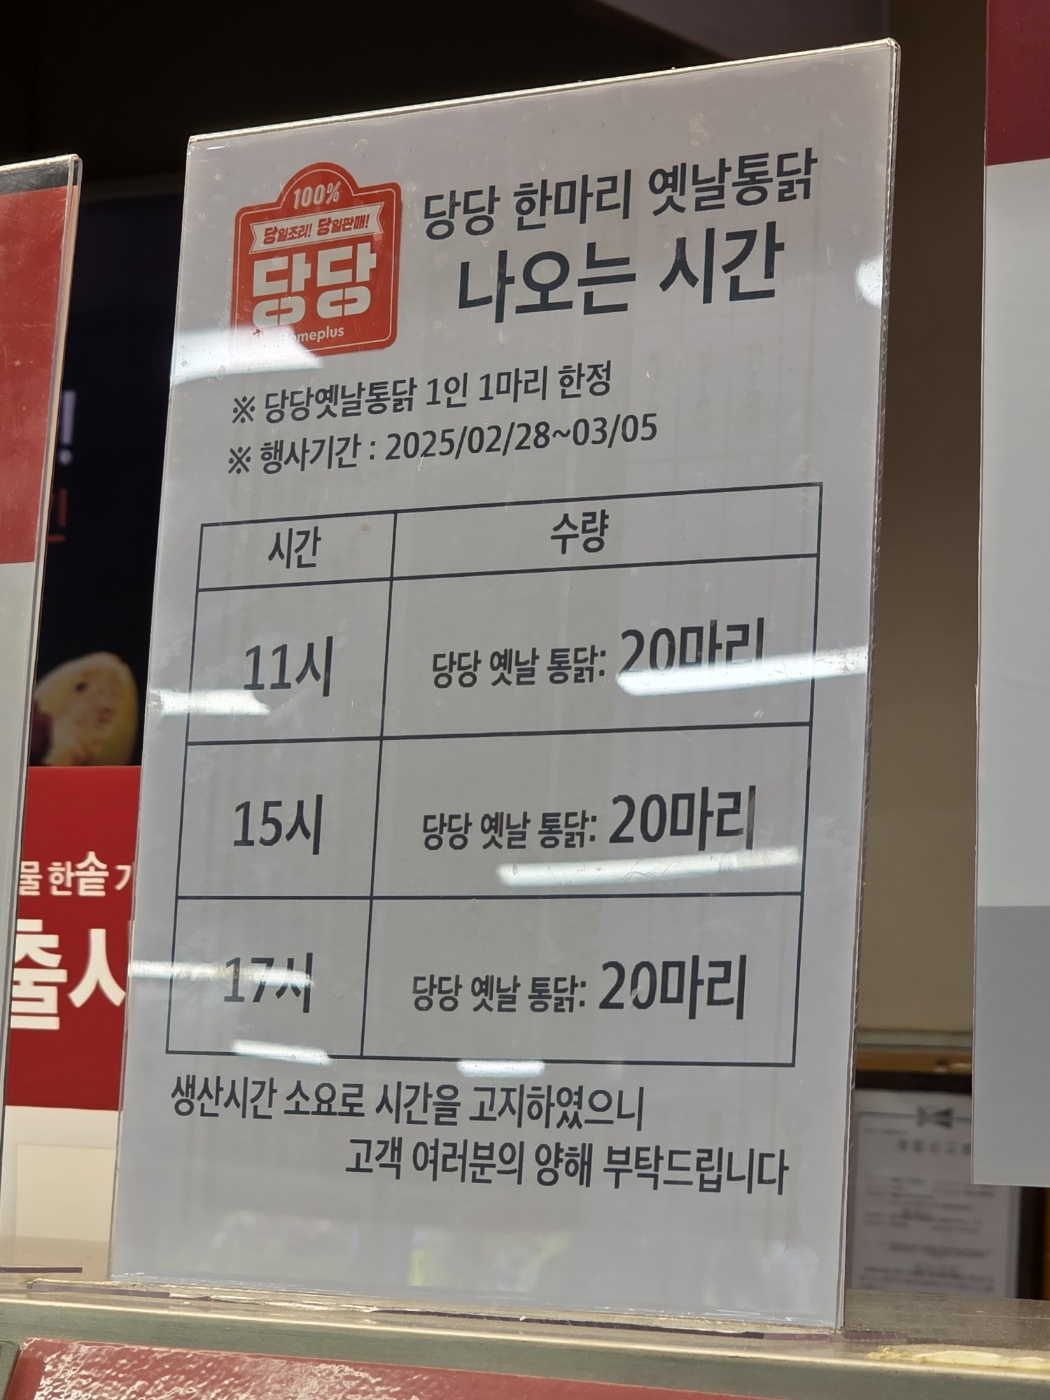 100%
당일조리! 당일판매!
당당
meplus
당당 한마리 옛날통닭
나오는 시간
※ 당당옛날통닭 1인 1마리 한정
※ 행사기간 : 2025/02/28~03/05
시간 수량
11시 당당 옛날 통닭: 20마리
15시 당당 옛날 통닭: 20마리
17시 당당 옛날 통닭: 20마리
생산시간 소요로 시간을 고지하였으니
고객 여러분의 양해 부탁드립니다
물 한솥
출시